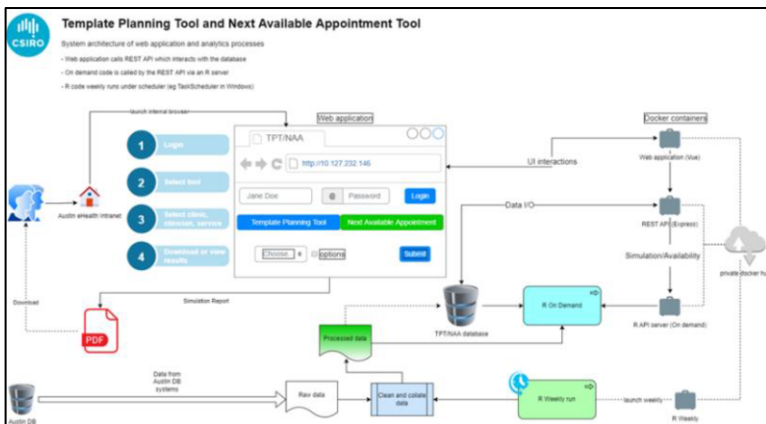 CSIRO
Template Planning Tool and Next Available Appointment Tool
System architecture of web application and analytics processes
- Web application calls REST API which interacts with the database
- On demand code is called by the REST API via an R server
- R code weekly runs under scheduler (eg TaskScheduler in Windows)
launch internal browser
Web application
Docker containers
1
Login
TPT/NAA
http://10.127.232.146
UI interactions
Web application (Vue)
2
Select tool
Jane Doe
@
Password
Login
Austin eHealth intranet
3
Select clinic,
clinician, service
Template Planning Tool
Next Available Appointment
Data I/O
REST API (Express)
4
Download or view
results
Choose...
options
Submit
Simulation/Availability
private docker hu
Download
Simulation Report
PDF
Processed data
TPT/NAA database
R On Demand
R API server (On demand)
Data from
Austin DB
systems
Raw data
Clean and collate
data
R Weekly run
launch weekly
R Weekly
Austin DB